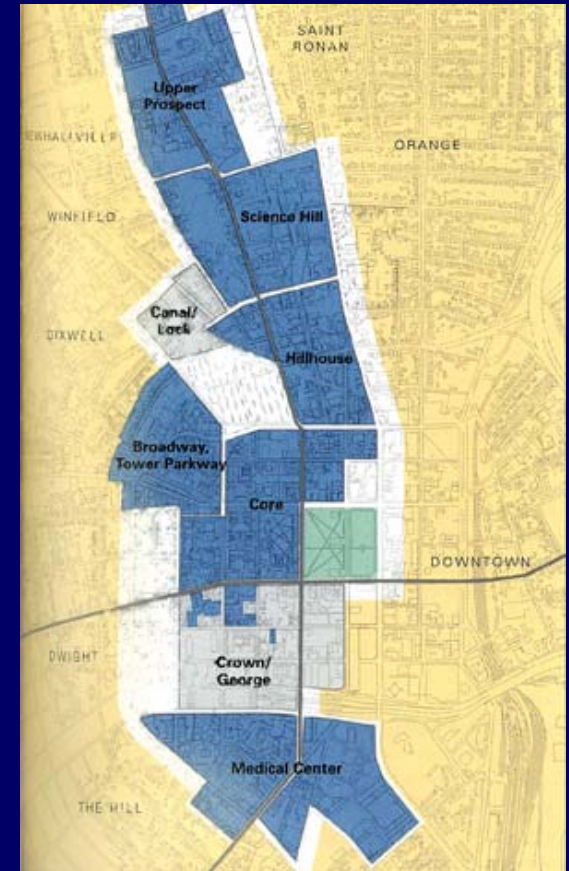 SAINT
RONAN
Upper
Prospect
ORANGE
WINFIELD
Science Hill
Canal/
Lock
DIXWELL
Hillhouse
Broadway,
Tower Parkway
Core
DOWNTOWN
DWIGHT
Crown/
George
Medical Center
THE HILL